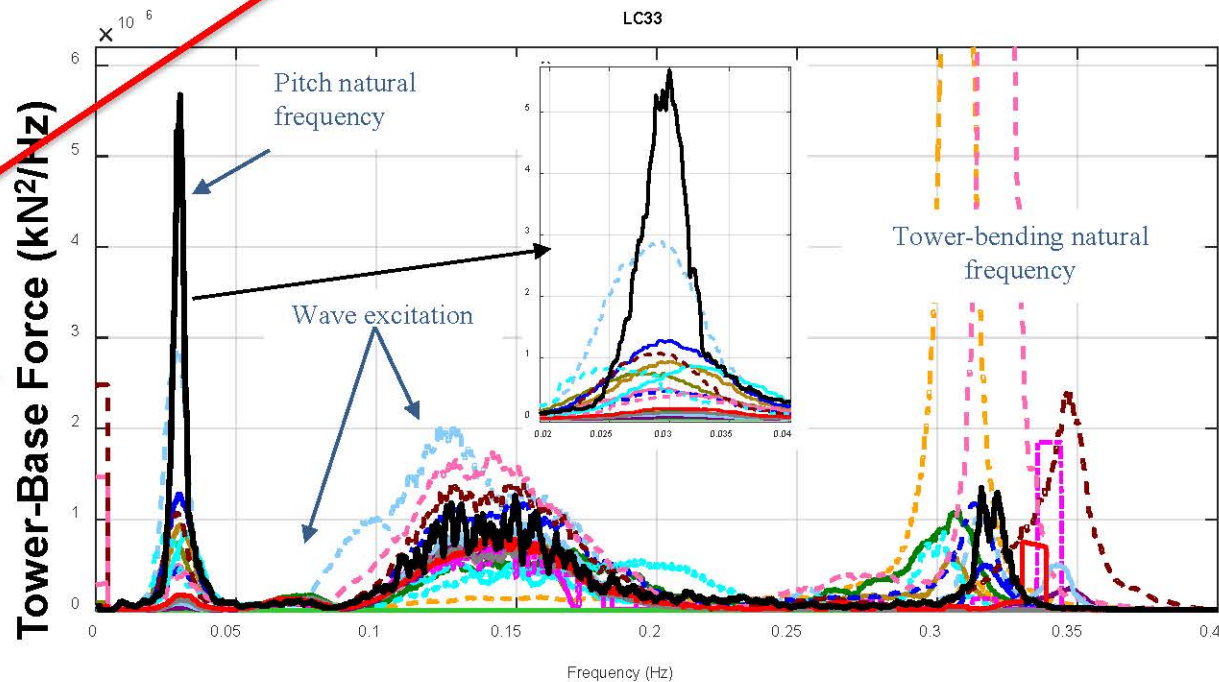 LC33
× 10 6
Tower-Base Force (kN²/Hz)
6
5
4
3
2
1
0
Pitch natural
frequency
Wave excitation
Tower-bending natural
frequency
5
4
3
2
1
0
0.02 0.025 0.03 0.035 0.04
0 0.05 0.1 0.15 0.2 0.25 0.3 0.35 0.4
Frequency (Hz)